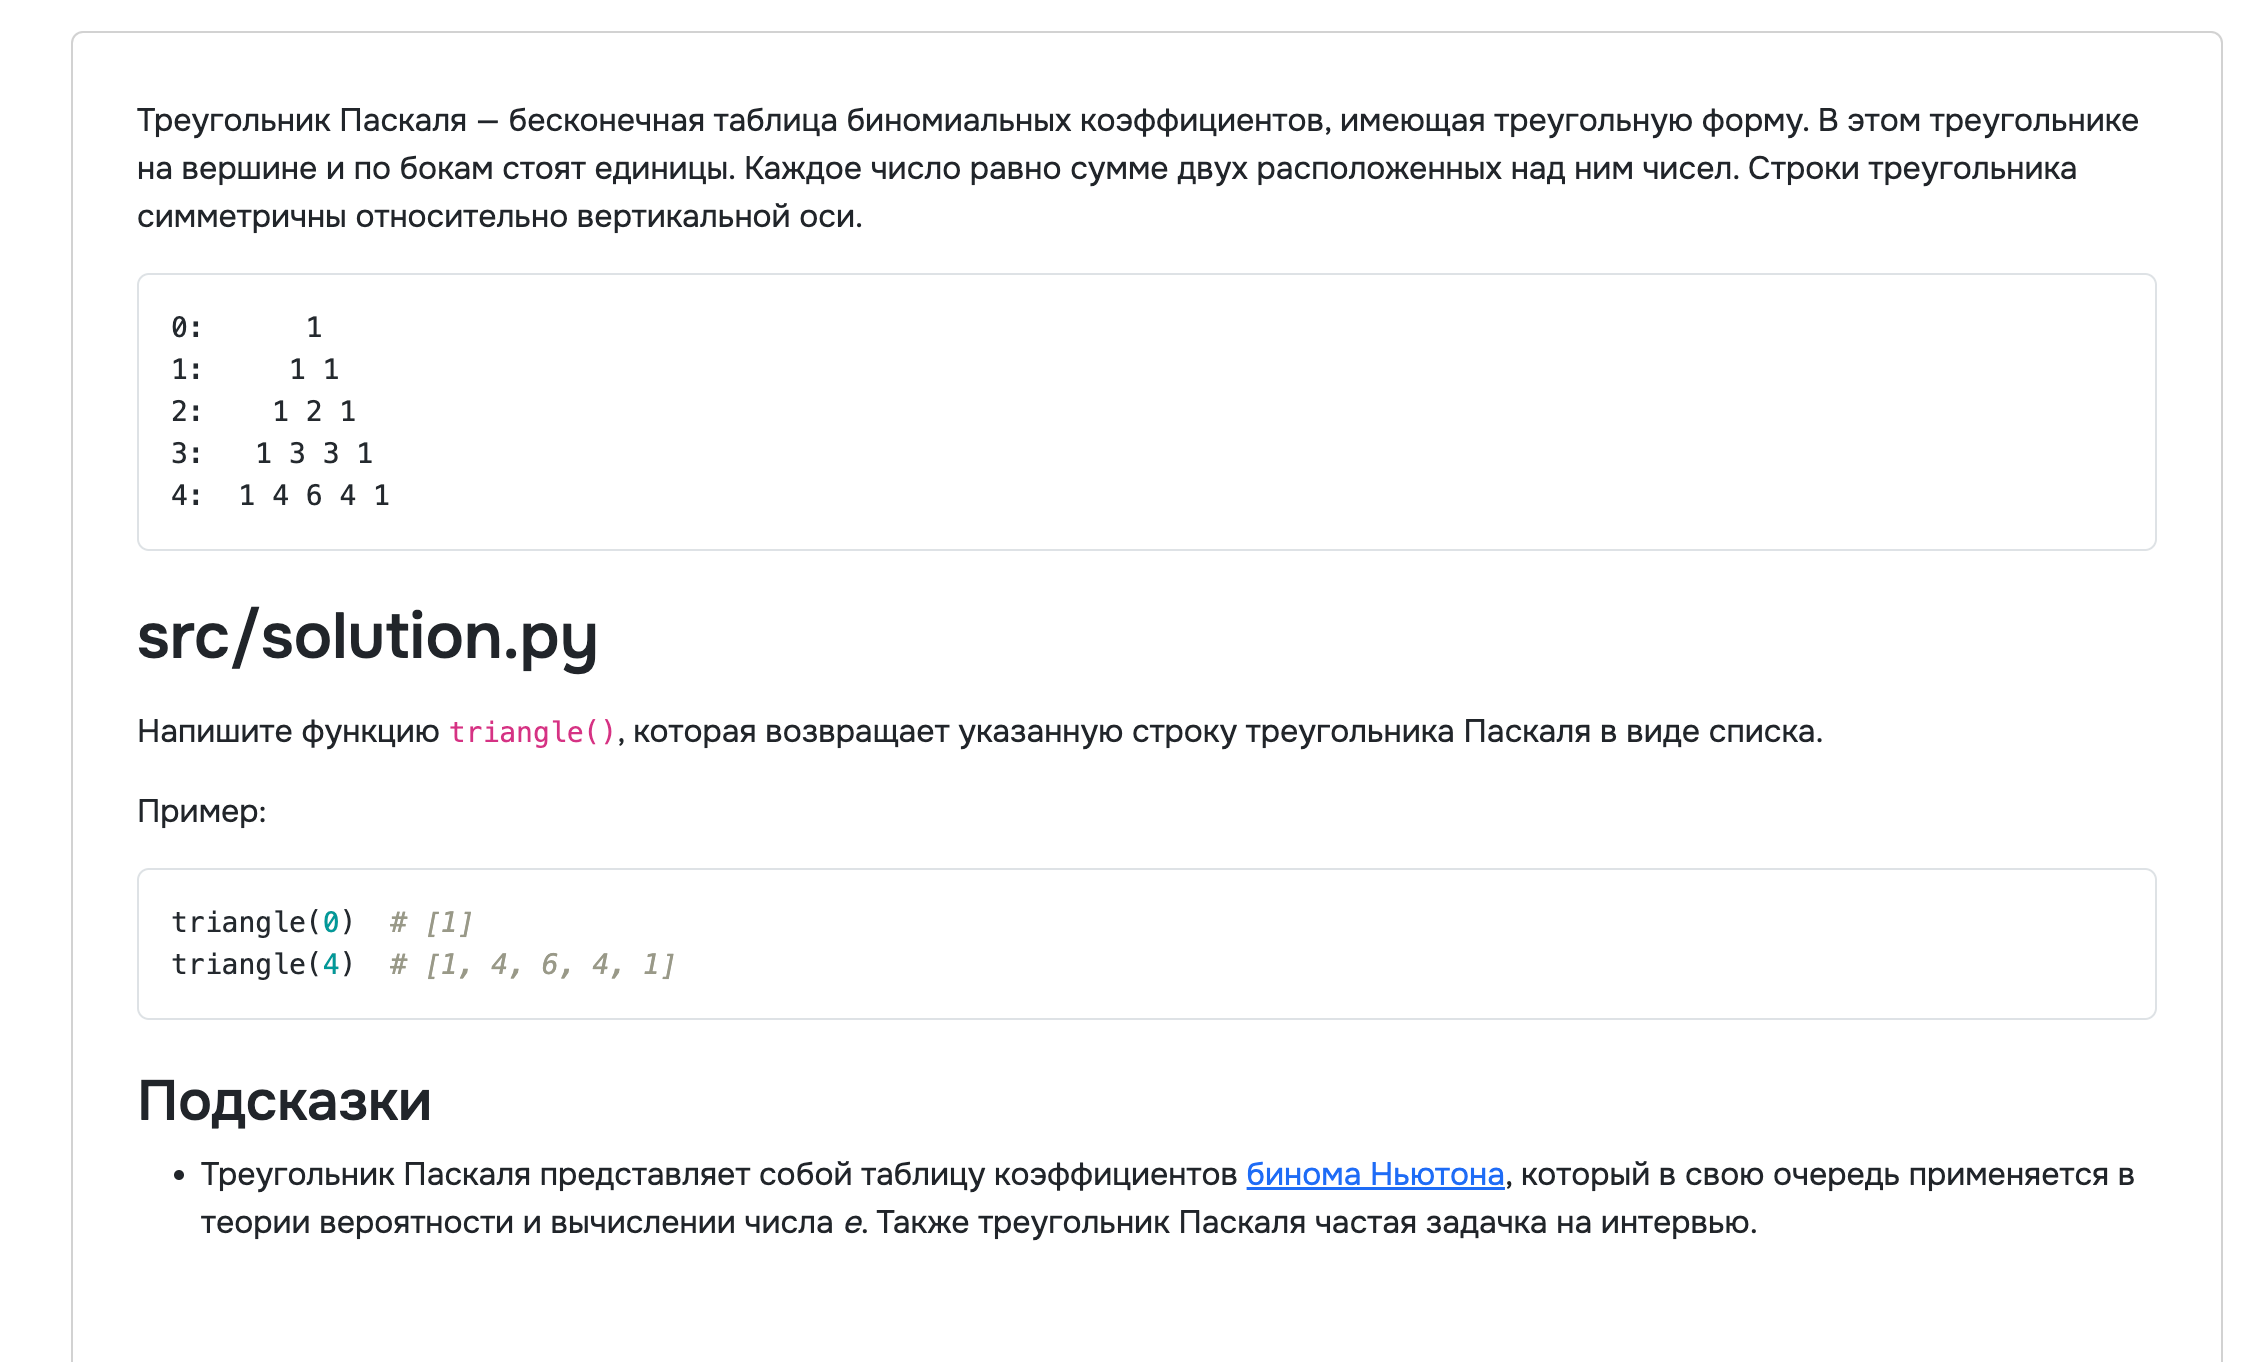 Треугольник Паскаля — бесконечная таблица биномиальных коэффициентов, имеющая треугольную форму. В этом треугольнике
на вершине и по бокам стоят единицы. Каждое число равно сумме двух расположенных над ним чисел. Строки треугольника
симметричны относительно вертикальной оси.
0:      1
1:     1 1
2:    1 2 1
3:   1 3 3 1
4:  1 4 6 4 1
src/solution.py
Напишите функцию triangle(), которая возвращает указанную строку треугольника Паскаля в виде списка.
Пример:
triangle(0)  # [1]
triangle(4)  # [1, 4, 6, 4, 1]
Подсказки
• Треугольник Паскаля представляет собой таблицу коэффициентов бинома Ньютона, который в свою очередь применяется в
теории вероятности и вычислении числа e. Также треугольник Паскаля частая задачка на интервью.